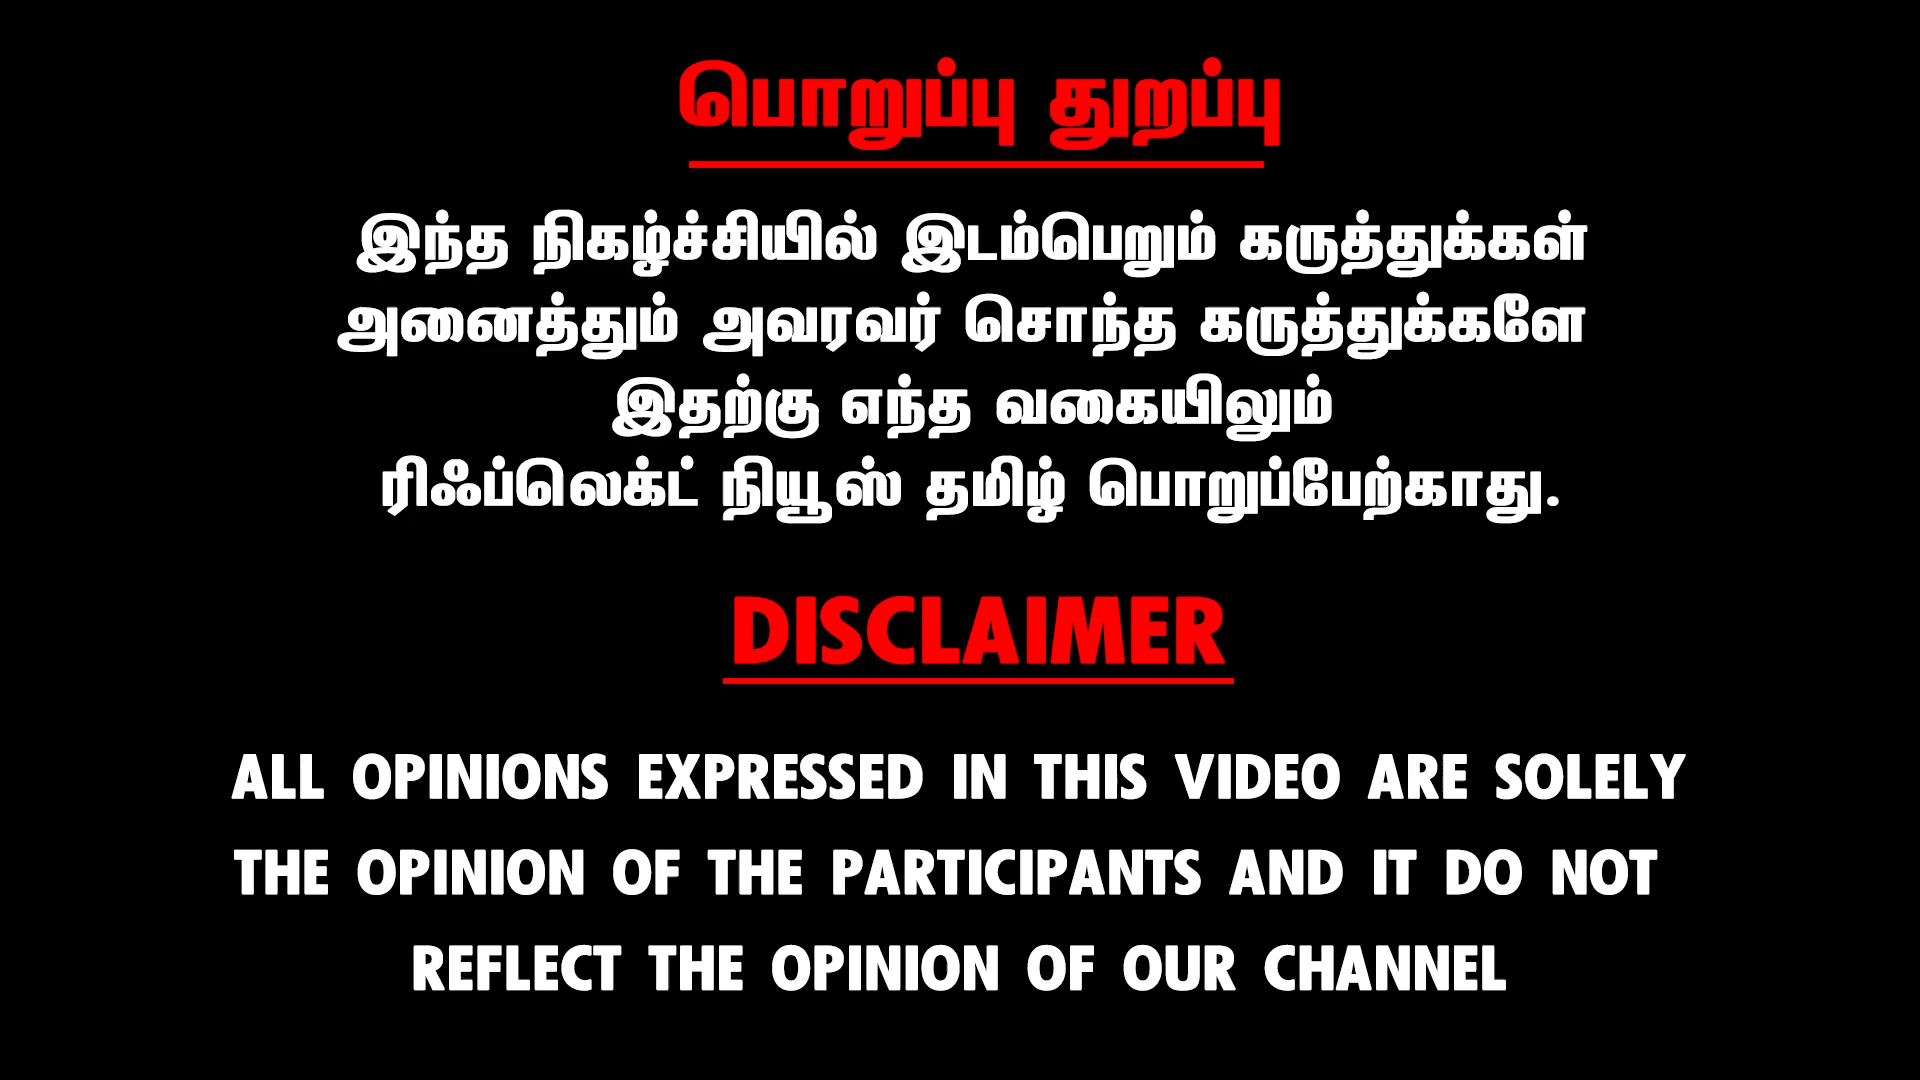 பொறுப்பு துறப்பு
இந்த நிகழ்ச்சியில் இடம்பெறும் கருத்துக்கள்
அனைத்தும் அவரவர் சொந்த கருத்துக்களே
இதற்கு எந்த வகையிலும்
ரிஃப்லெக்ட் நியூஸ் தமிழ் பொறுப்பேற்காது.
DISCLAIMER
ALL OPINIONS EXPRESSED IN THIS VIDEO ARE SOLELY
THE OPINION OF THE PARTICIPANTS AND IT DO NOT
REFLECT THE OPINION OF OUR CHANNEL